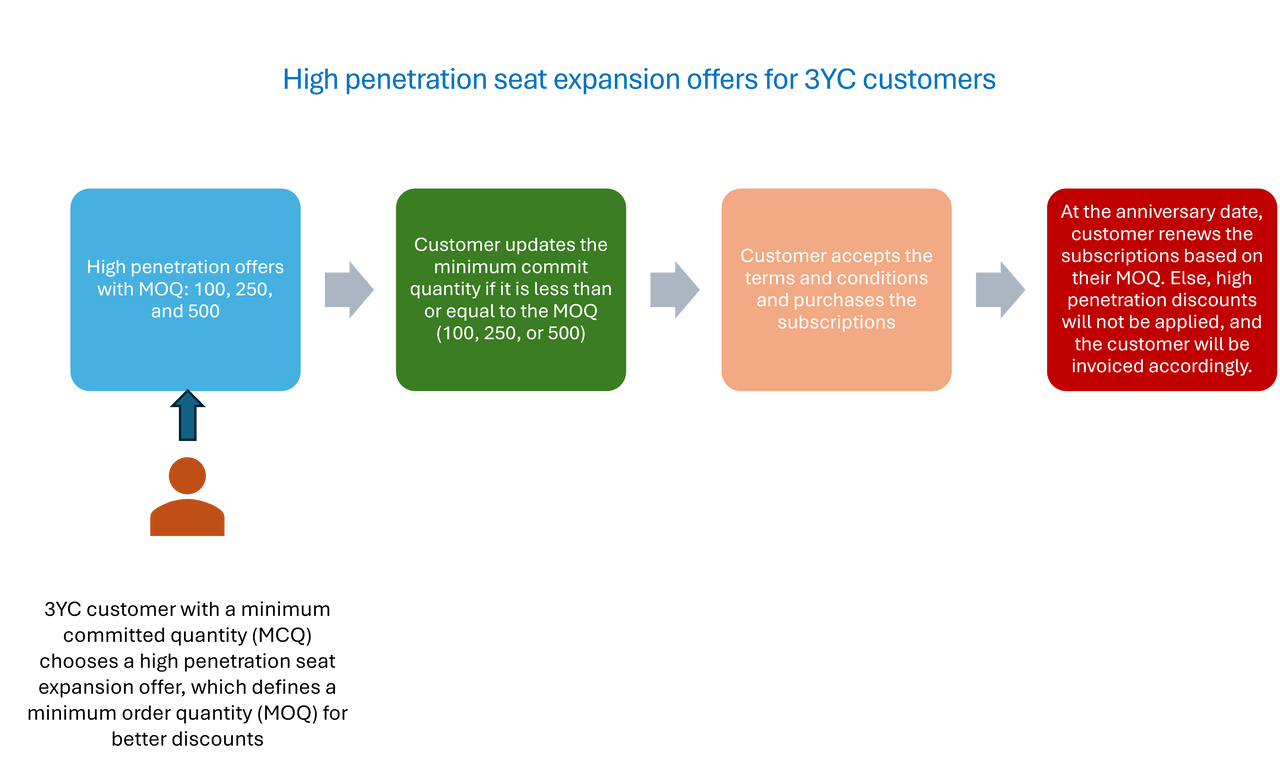 High penetration seat expansion offers for 3YC customers
High penetration offers
with MOQ: 100, 250,
and 500
Customer updates the
minimum commit
quantity if it is less than
or equal to the MOQ
(100, 250, or 500)
Customer accepts the
terms and conditions
and purchases the
subscriptions
At the anniversary date,
customer renews the
subscriptions based on
their MOQ. Else, high
penetration discounts
will not be applied, and
the customer will be
invoiced accordingly.
3YC customer with a minimum
committed quantity (MCQ)
chooses a high penetration seat
expansion offer, which defines a
minimum order quantity (MOQ) for
better discounts